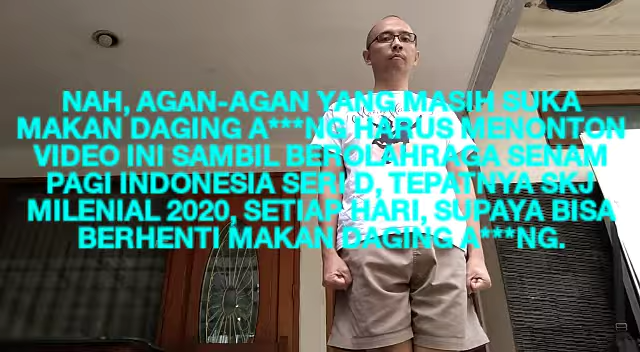 NAH, AGAN-AGAN YANG MASIH SUKA
MAKAN DAGING A***NG HARUS MENONTON
VIDEO INI SAMBIL BEROLAHRAGA SENAM
PAGI INDONESIA SERI D, TEPATNYA SKJ
MILENIAL 2020, SETIAP HARI, SUPAYA BISA
BERHENTI MAKAN DAGING A***NG.